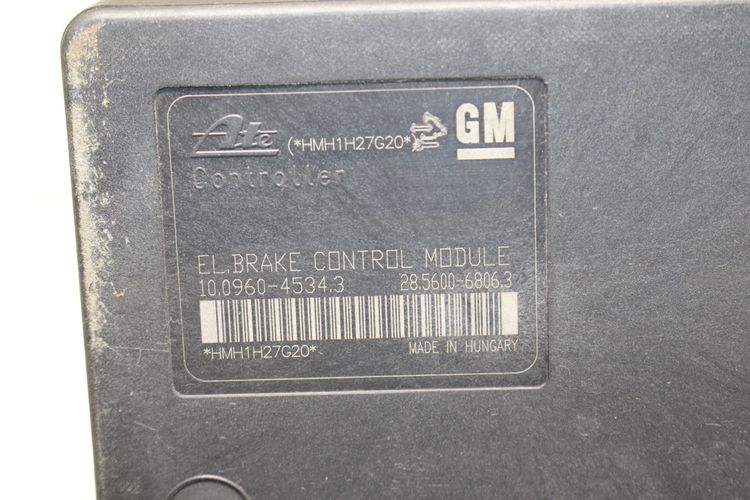 Ate (*HMH1H27G20*) GM
Controller
EL.BRAKE CONTROL MODULE
10.0960-4534.3 28.5600-6806.3
*HMH1H27G20* MADE IN HUNGARY